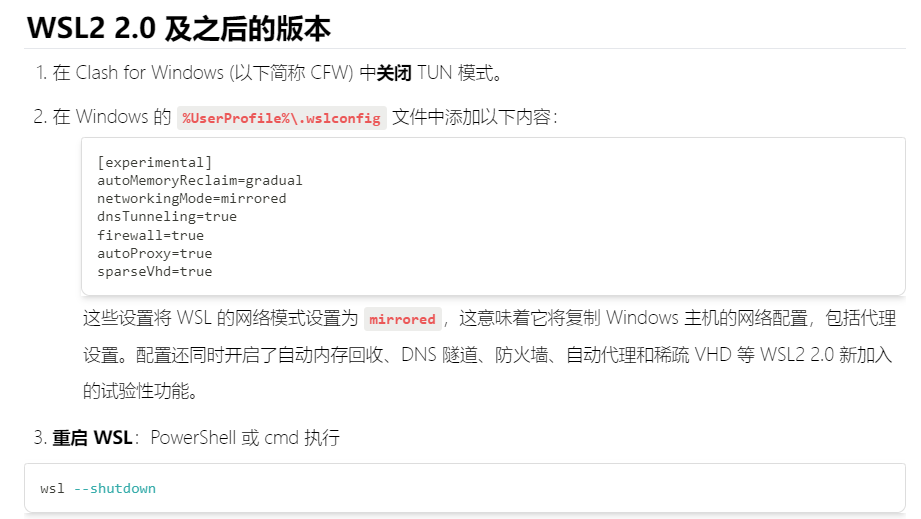 WSL2 2.0 及之后的版本
1. 在 Clash for Windows (以下简称 CFW) 中关闭 TUN 模式。
2. 在 Windows 的 %UserProfile%\.wslconfig 文件中添加以下内容：
[experimental]
autoMemoryReclaim=gradual
networkingMode=mirrored
dnsTunneling=true
firewall=true
autoProxy=true
sparseVhd=true
这些设置将 WSL 的网络模式设置为 mirrored，这意味着它将复制 Windows 主机的网络配置，包括代理
设置。配置还同时开启了自动内存回收、DNS 隧道、防火墙、自动代理和稀疏 VHD 等 WSL2 2.0 新加入
的试验性功能。
3. 重启 WSL：PowerShell 或 cmd 执行
wsl --shutdown